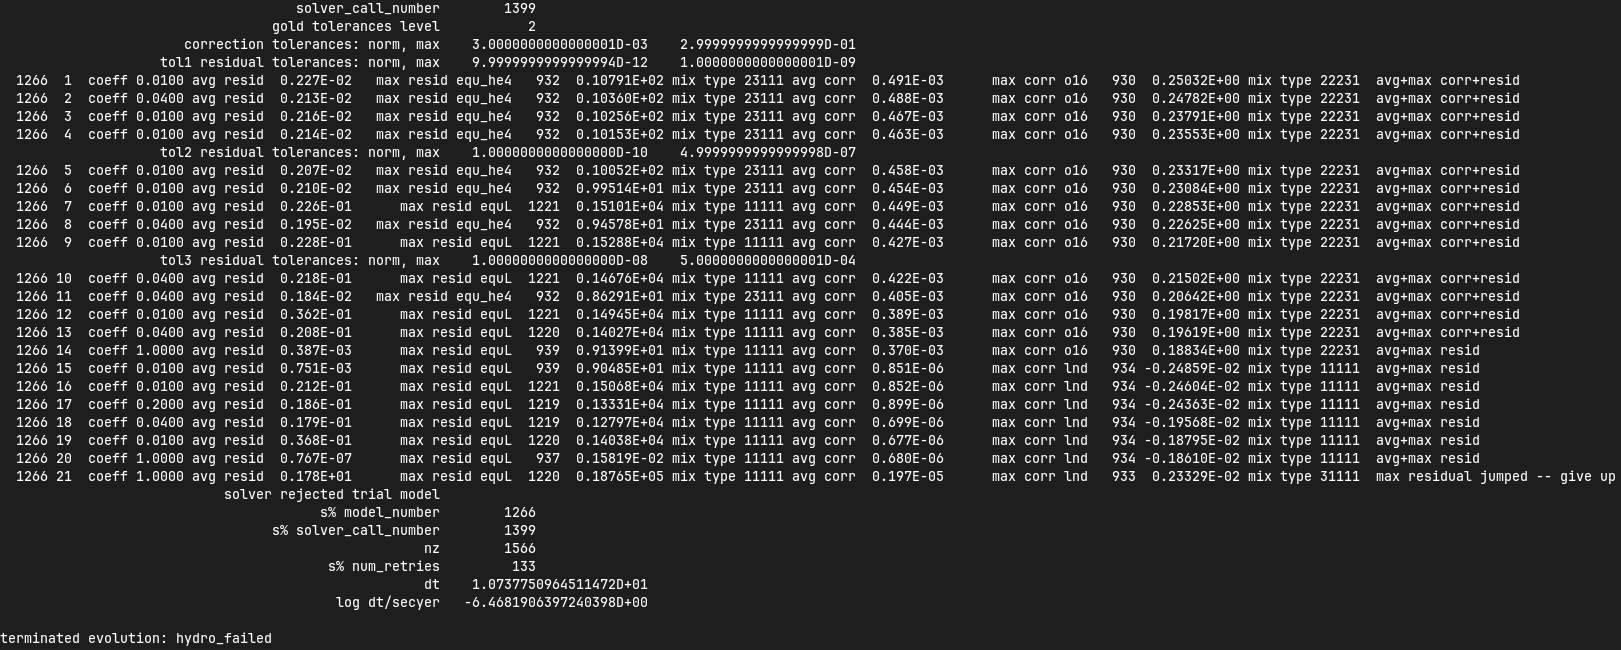 solver_call_number 1399
gold tolerances level 2
correction tolerances: norm, max 3.0000000000000001D-03 2.9999999999999999D-01
tol1 residual tolerances: norm, max 9.9999999999999994D-12 1.0000000000000001D-09
1266 1 coeff 0.0100 avg resid 0.227E-02 max resid equ_he4 932 0.10791E+02 mix type 23111 avg corr 0.491E-03 max corr o16 930 0.25032E+00 mix type 22231 avg+max corr+resid
1266 2 coeff 0.0400 avg resid 0.213E-02 max resid equ_he4 932 0.10360E+02 mix type 23111 avg corr 0.488E-03 max corr o16 930 0.24782E+00 mix type 22231 avg+max corr+resid
1266 3 coeff 0.0100 avg resid 0.216E-02 max resid equ_he4 932 0.10256E+02 mix type 23111 avg corr 0.467E-03 max corr o16 930 0.23791E+00 mix type 22231 avg+max corr+resid
1266 4 coeff 0.0100 avg resid 0.214E-02 max resid equ_he4 932 0.10153E+02 mix type 23111 avg corr 0.463E-03 max corr o16 930 0.23553E+00 mix type 22231 avg+max corr+resid
tol2 residual tolerances: norm, max 1.0000000000000000D-10 4.9999999999999998D-07
1266 5 coeff 0.0100 avg resid 0.207E-02 max resid equ_he4 932 0.10052E+02 mix type 23111 avg corr 0.458E-03 max corr o16 930 0.23317E+00 mix type 22231 avg+max corr+resid
1266 6 coeff 0.0100 avg resid 0.210E-02 max resid equ_he4 932 0.99514E+01 mix type 23111 avg corr 0.454E-03 max corr o16 930 0.23084E+00 mix type 22231 avg+max corr+resid
1266 7 coeff 0.0100 avg resid 0.226E-01 max resid equL 1221 0.15101E+04 mix type 11111 avg corr 0.449E-03 max corr o16 930 0.22853E+00 mix type 22231 avg+max corr+resid
1266 8 coeff 0.0400 avg resid 0.195E-02 max resid equ_he4 932 0.94578E+01 mix type 23111 avg corr 0.444E-03 max corr o16 930 0.22625E+00 mix type 22231 avg+max corr+resid
1266 9 coeff 0.0100 avg resid 0.228E-01 max resid equL 1221 0.15288E+04 mix type 11111 avg corr 0.427E-03 max corr o16 930 0.21720E+00 mix type 22231 avg+max corr+resid
tol3 residual tolerances: norm, max 1.0000000000000000D-08 5.0000000000000001D-04
1266 10 coeff 0.0400 avg resid 0.218E-01 max resid equL 1221 0.14676E+04 mix type 11111 avg corr 0.422E-03 max corr o16 930 0.21502E+00 mix type 22231 avg+max corr+resid
1266 11 coeff 0.0400 avg resid 0.184E-02 max resid equ_he4 932 0.86291E+01 mix type 23111 avg corr 0.405E-03 max corr o16 930 0.20642E+00 mix type 22231 avg+max corr+resid
1266 12 coeff 0.0100 avg resid 0.362E-01 max resid equL 1221 0.14945E+04 mix type 11111 avg corr 0.389E-03 max corr o16 930 0.19817E+00 mix type 22231 avg+max corr+resid
1266 13 coeff 0.0400 avg resid 0.208E-01 max resid equL 1220 0.14027E+04 mix type 11111 avg corr 0.385E-03 max corr o16 930 0.19619E+00 mix type 22231 avg+max corr+resid
1266 14 coeff 1.0000 avg resid 0.387E-03 max resid equL 939 0.91399E+01 mix type 11111 avg corr 0.370E-03 max corr o16 930 0.18834E+00 mix type 22231 avg+max resid
1266 15 coeff 0.0100 avg resid 0.751E-03 max resid equL 939 0.90485E+01 mix type 11111 avg corr 0.851E-06 max corr lnd 934 -0.24859E-02 mix type 11111 avg+max resid
1266 16 coeff 0.0100 avg resid 0.212E-01 max resid equL 1221 0.15068E+04 mix type 11111 avg corr 0.852E-06 max corr lnd 934 -0.24604E-02 mix type 11111 avg+max resid
1266 17 coeff 0.2000 avg resid 0.186E-01 max resid equL 1219 0.13331E+04 mix type 11111 avg corr 0.899E-06 max corr lnd 934 -0.24363E-02 mix type 11111 avg+max resid
1266 18 coeff 0.0400 avg resid 0.179E-01 max resid equL 1219 0.12797E+04 mix type 11111 avg corr 0.699E-06 max corr lnd 934 -0.19568E-02 mix type 11111 avg+max resid
1266 19 coeff 0.0100 avg resid 0.368E-01 max resid equL 1220 0.14038E+04 mix type 11111 avg corr 0.677E-06 max corr lnd 934 -0.18795E-02 mix type 11111 avg+max resid
1266 20 coeff 1.0000 avg resid 0.767E-07 max resid equL 937 0.15819E-02 mix type 11111 avg corr 0.680E-06 max corr lnd 934 -0.18610E-02 mix type 11111 avg+max resid
1266 21 coeff 1.0000 avg resid 0.178E+01 max resid equL 1220 0.18765E+05 mix type 11111 avg corr 0.197E-05 max corr lnd 933 0.23329E-02 mix type 31111 max residual jumped -- give up
solver rejected trial model
s% model_number 1266
s% solver_call_number 1399
nz 1566
s% num_retries 133
dt 1.0737750964511472D+01
log dt/secyer -6.4681906397240398D+00
terminated evolution: hydro_failed